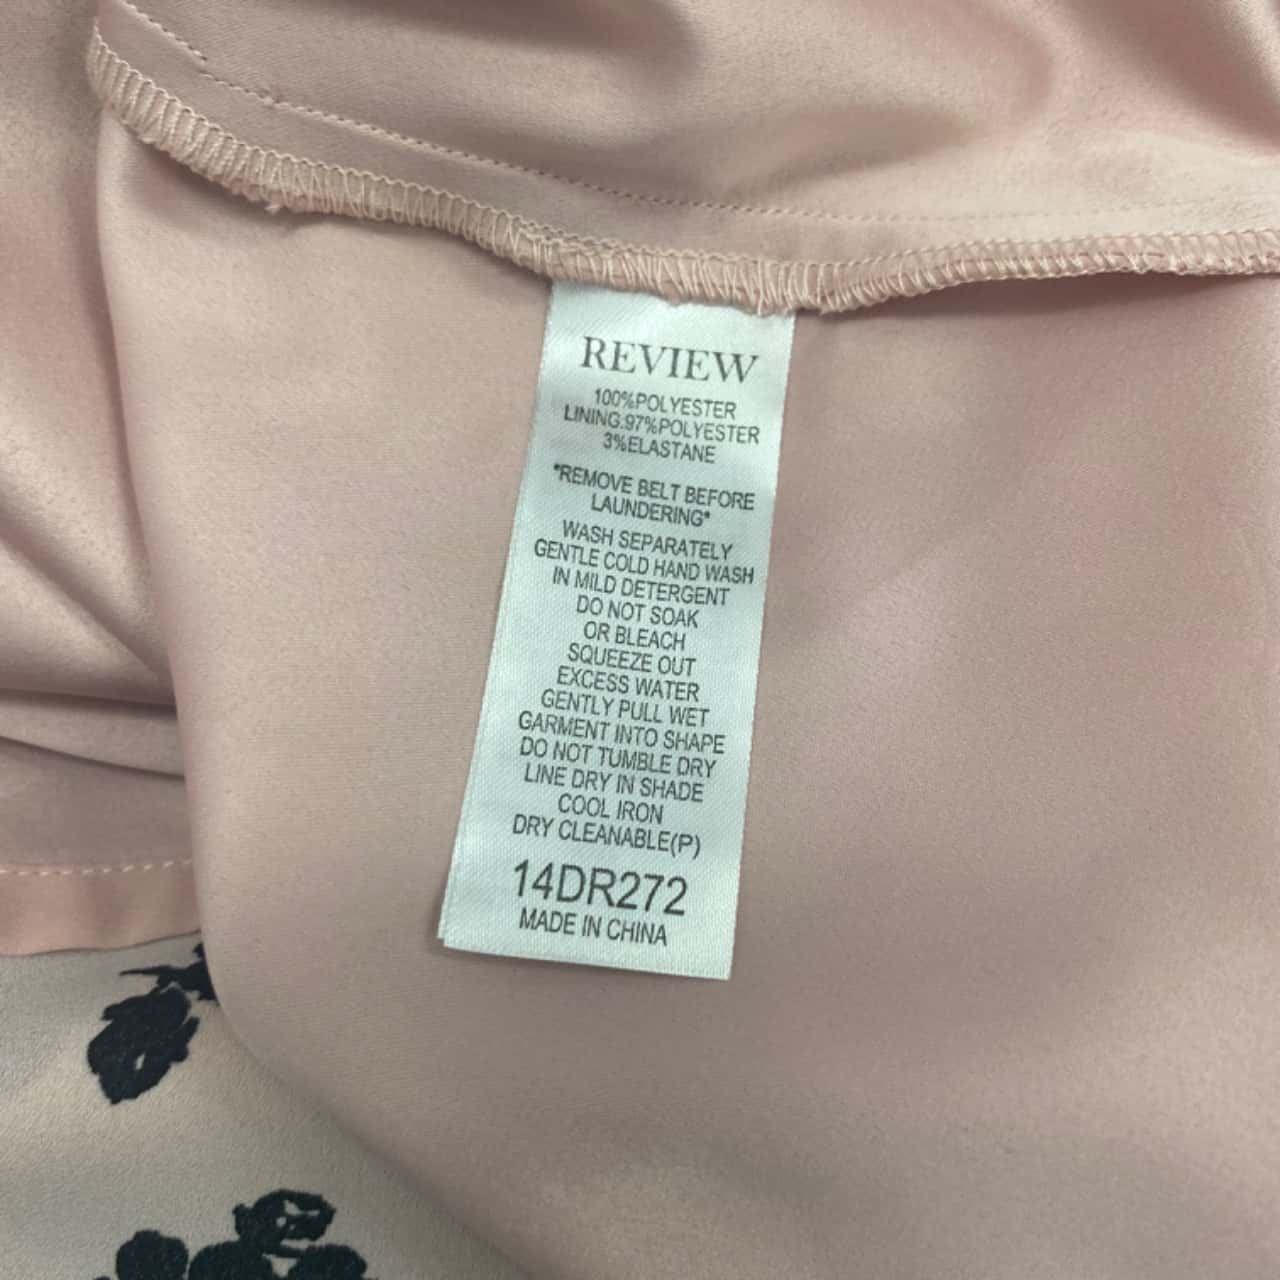 REVIEW
100%POLYESTER
LINING:97%POLYESTER
3%ELASTANE
*REMOVE BELT BEFORE
LAUNDERING*
WASH SEPARATELY
GENTLE COLD HAND WASH
IN MILD DETERGENT
DO NOT SOAK
OR BLEACH
SQUEEZE OUT
EXCESS WATER
GENTLY PULL WET
GARMENT INTO SHAPE
DO NOT TUMBLE DRY
LINE DRY IN SHADE
COOL IRON
DRY CLEANABLE(P)
14DR272
MADE IN CHINA